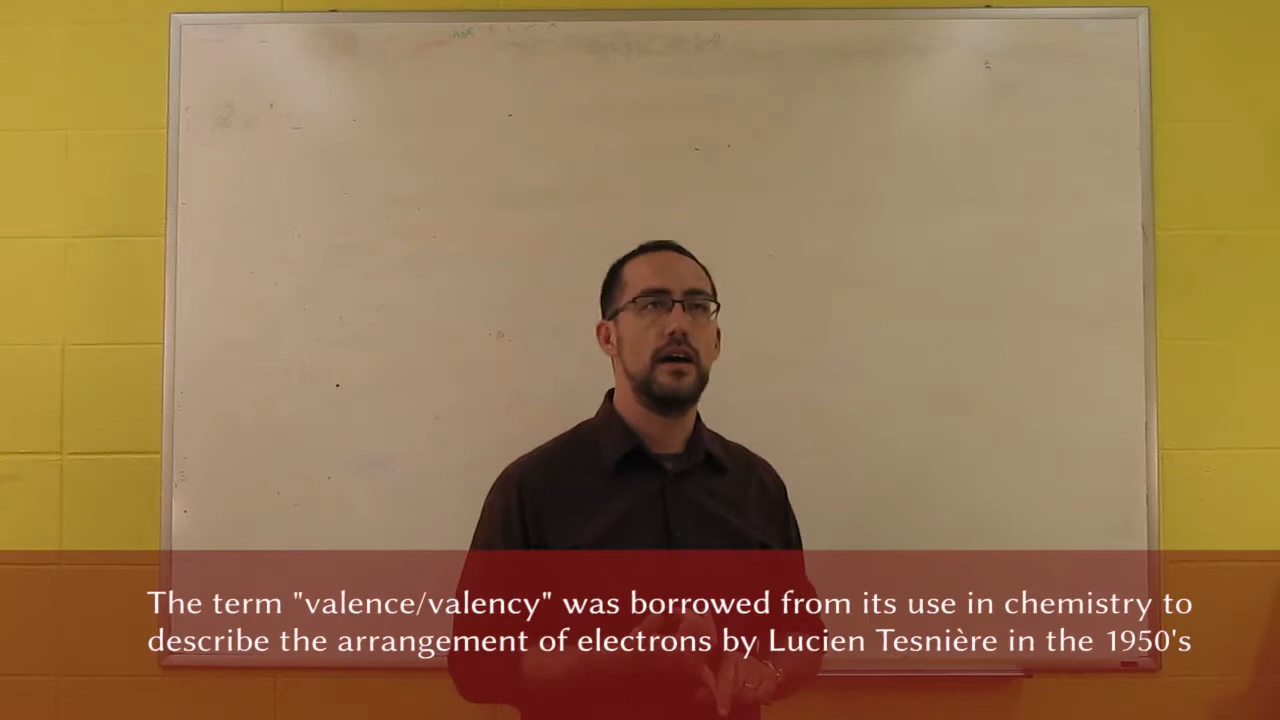 The term "valence/valency" was borrowed from its use in chemistry to
describe the arrangement of electrons by Lucien Tesnière in the 1950's